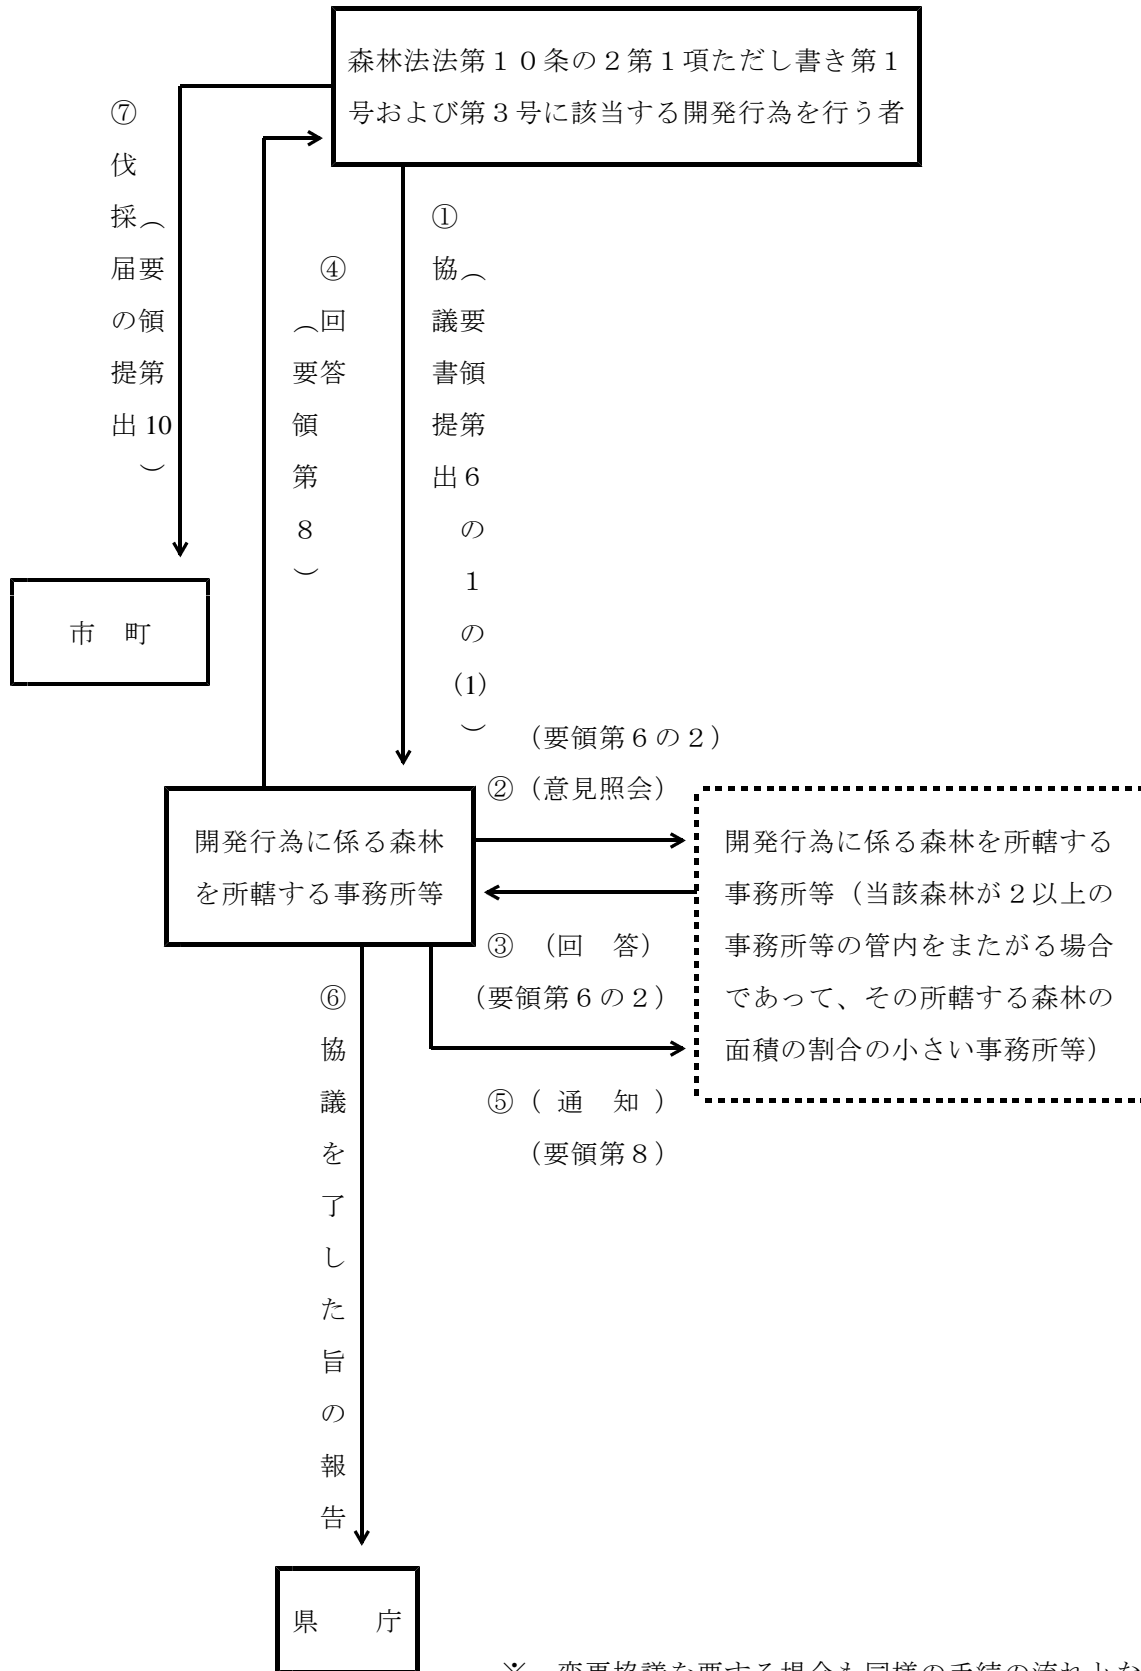 森林法法第１０条の２第１項ただし書き第１
号および第３号に該当する開発行為を行う者
⑦伐採届の提出
（要領第10）
④回答
（要領第８）
①協議書提出
（要領第６の１の(1)）
市　町
（要領第６の２）
②（意見照会）
開発行為に係る森林
を所轄する事務所等
開発行為に係る森林を所轄する
事務所等（当該森林が２以上の
事務所等の管内をまたがる場合
であって、その所轄する森林の
面積の割合の小さい事務所等）
③　（回　答）
（要領第６の２）
⑤（ 通　知 ）
（要領第８）
⑥協議を了した旨の報告
県　　庁
※　変更協議を要する場合も同様の手続の流れとな